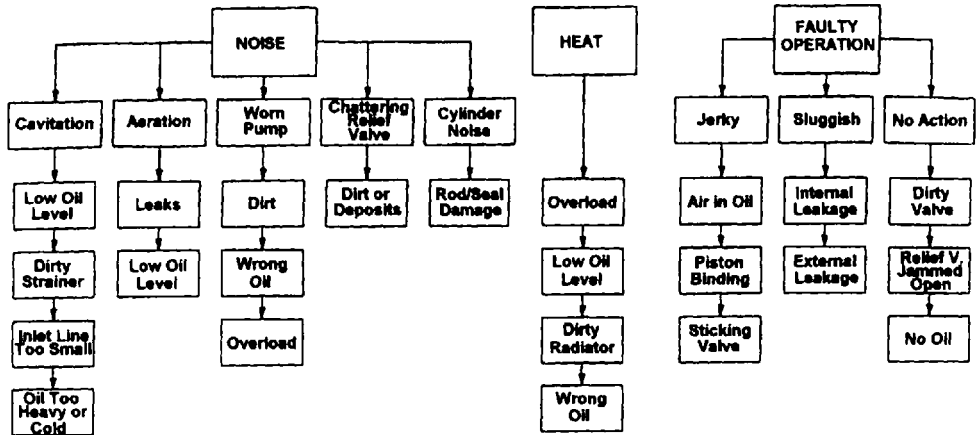 NOISE
Cavitation
Low Oil
Level
Dirty
Strainer
Inlet Line
Too Small
Oil Too
Heavy or
Cold
Aeration
Leaks
Low Oil
Level
Worn
Pump
Dirt
Wrong
Oil
Overload
Chattering
Relief
Valve
Dirt or
Deposits
Cylinder
Noise
Rod/Seal
Damage
HEAT
Overload
Low Oil
Level
Dirty
Radiator
Wrong
Oil
FAULTY
OPERATION
Jerky
Air in Oil
Piston
Binding
Sticking
Valve
Sluggish
Internal
Leakage
External
Leakage
No Action
Dirty
Valve
Relief V.
Jammed
Open
No Oil